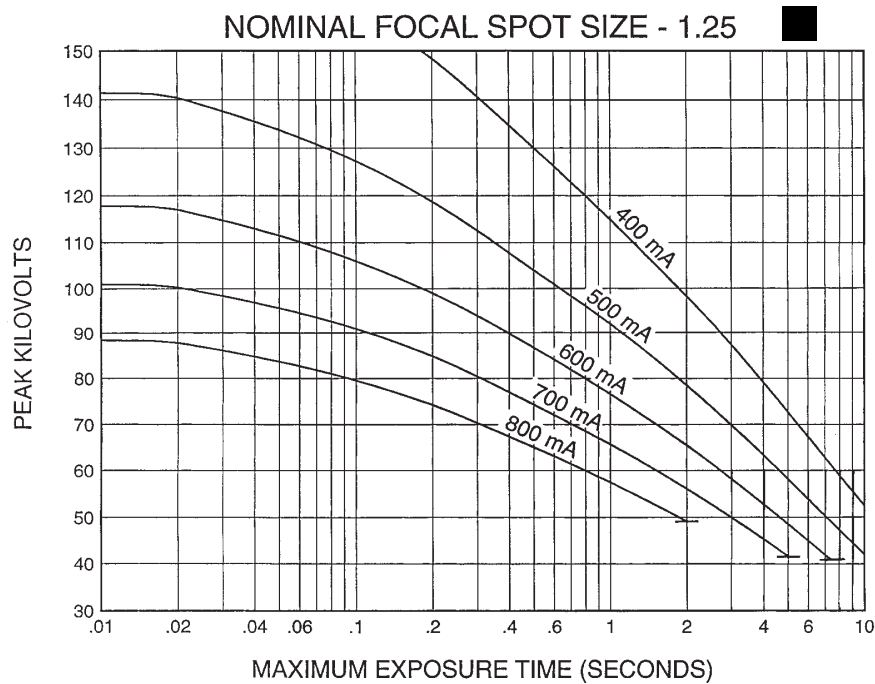 NOMINAL FOCAL SPOT SIZE - 1.25
150
140
130
120
110
100
90
80
70
60
50
40
30
PEAK KILOVOLTS
400 mA
500 mA
600 mA
700 mA
800 mA
.01 .02 .04 .06 .1 .2 .4 .6 1 2 4 6 10
MAXIMUM EXPOSURE TIME (SECONDS)